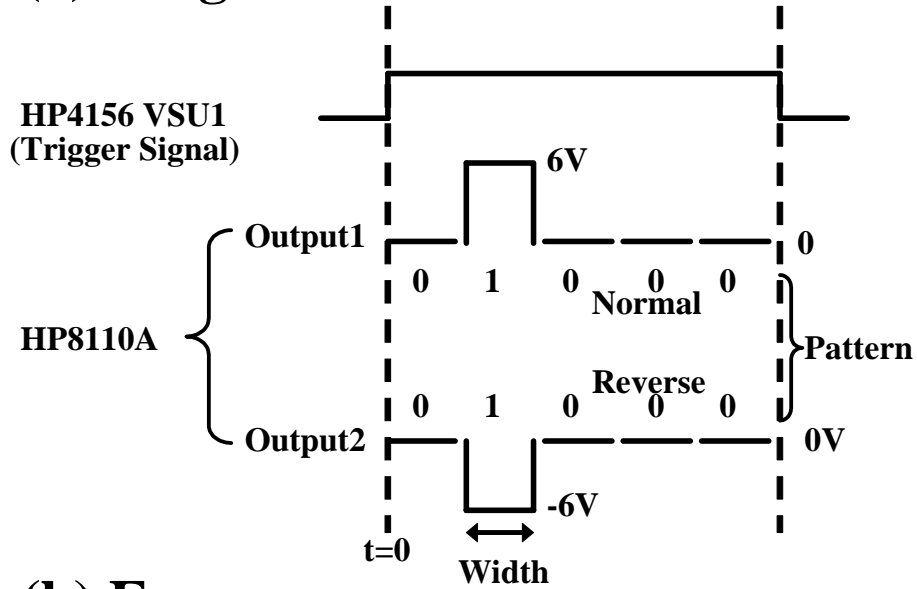 HP4156 VSU1
(Trigger Signal)
6V
Output1
0
0 1 0 0 0
Normal
HP8110A
Pattern
Reverse
0 1 0 0 0
Output2
0V
-6V
t=0
Width